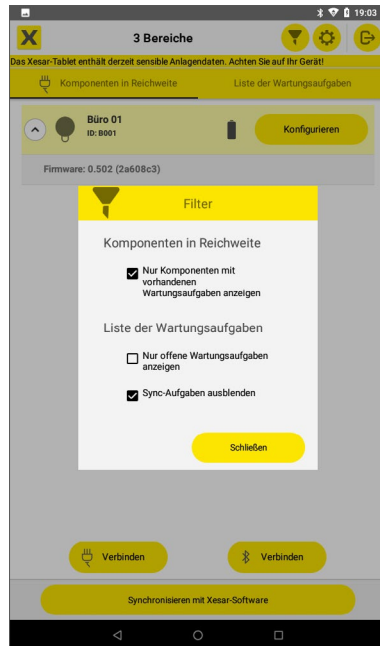 19:03
X
3 Bereiche
Das Xesar-Tablet enthält derzeit sensible Anlagendaten. Achten Sie auf Ihr Gerät!
Komponenten in Reichweite
Liste der Wartungsaufgaben
Büro 01
ID: B001
Konfigurieren
Firmware: 0.502 (2a608c3)
Filter
Komponenten in Reichweite
Nur Komponenten mit
vorhandenen
Wartungsaufgaben anzeigen
Liste der Wartungsaufgaben
Nur offene Wartungsaufgaben
anzeigen
Sync-Aufgaben ausblenden
Schließen
Verbinden
Verbinden
Synchronisieren mit Xesar-Software